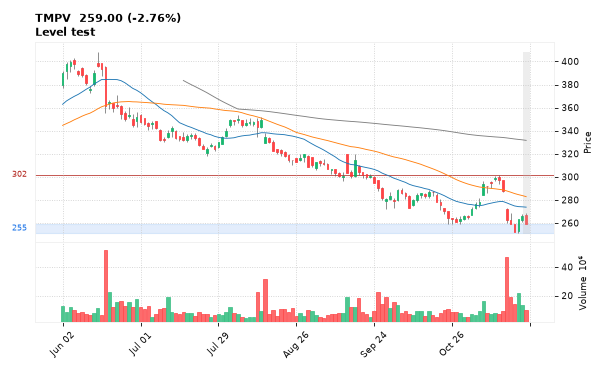 TMPV 259.00 (-2.76%)
Level test
400
380
360
340
320
302
300
280
260
255
Price
40
20
Volume 10⁶
Jun 02
Jul 01
Jul 29
Aug 26
Sep 24
Oct 26